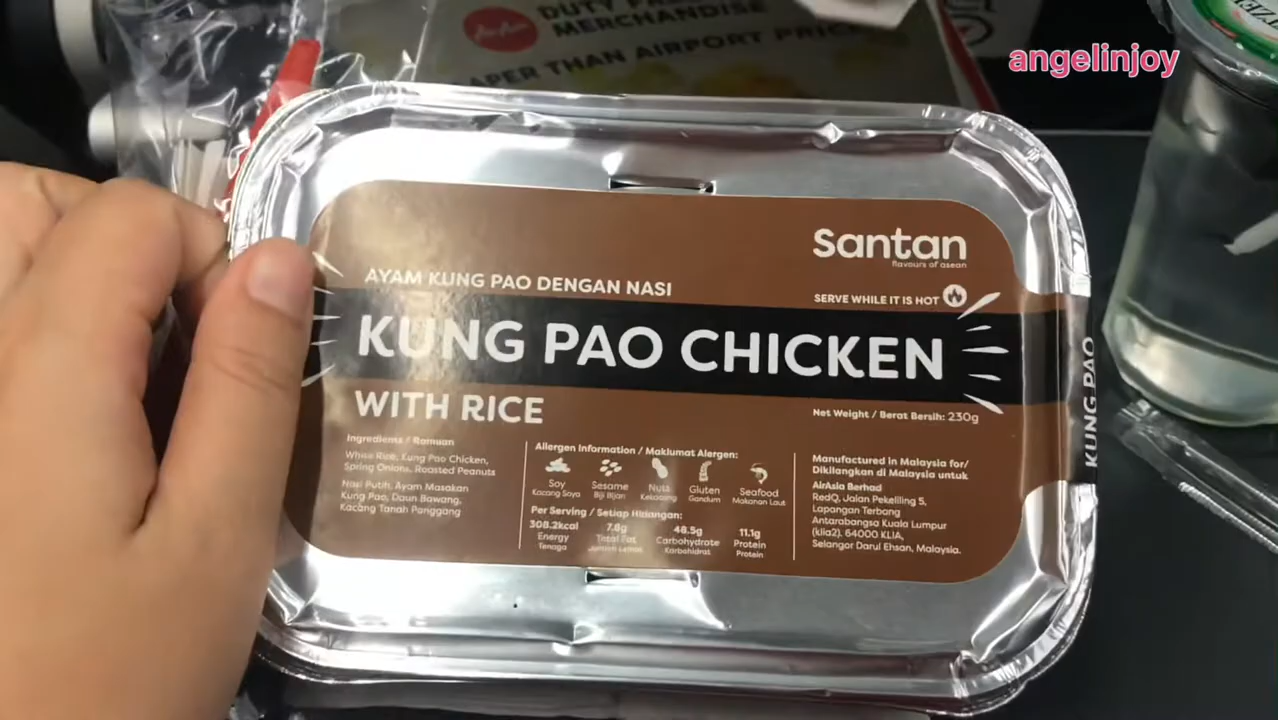 DUTY
MERCHANDISE
APER THAN AIRPORT PRIC
angelinjoy
Santan
flavours of asean
AYAM KUNG PAO DENGAN NASI
SERVE WHILE IT IS HOT
KUNG PAO CHICKEN
WITH RICE
Net Weight / Berat Bersih: 230g
Ingredients / Ramuan
White Rice, Kung Pao Chicken,
Spring Onions, Roasted Peanuts
Nasi Putih, Ayam Masakan
Kung Pao, Daun Bawang,
Kacang Tanah Panggang
Allergen Information / Maklumat Alergen:
Soy
Kacang Soya
Sesame
Biji Bijan
Nuts
Kekacang
Gluten
Gandum
Seafood
Makanan Laut
Per Serving / Setiap Hidangan:
308.2kcal
Energy
Tenaga
7.8g
Total Fat
Jumlah Lemak
48.5g
Carbohydrate
Karbohidrat
11.1g
Protein
Protein
Manufactured in Malaysia for/
Dikilangkan di Malaysia untuk
AirAsia Berhad
RedQ, Jalan Pekeliling 5,
Lapangan Terbang
Antarabangsa Kuala Lumpur
(klia2), 64000 KLIA,
Selangor Darul Ehsan, Malaysia.
KUNG PAO